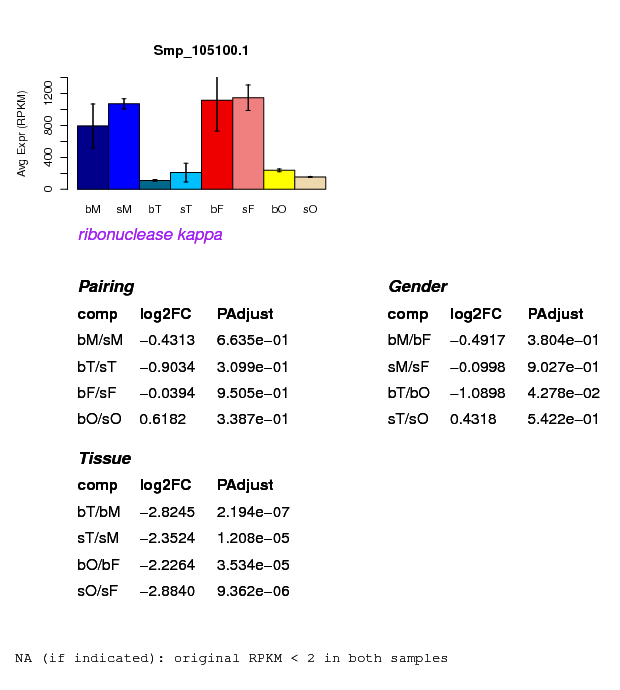 Smp_105100.1
Avg Expr (RPKM)
0 400 800 1200
bM sM bT sT bF sF bO sO
ribonuclease kappa
Pairing Gender
comp log2FC PAdjust comp log2FC PAdjust
bM/sM −0.4313 6.635e−01 bM/bF −0.4917 3.804e−01
bT/sT −0.9034 3.099e−01 sM/sF −0.0998 9.027e−01
bF/sF −0.0394 9.505e−01 bT/bO −1.0898 4.278e−02
bO/sO 0.6182 3.387e−01 sT/sO 0.4318 5.422e−01
Tissue
comp log2FC PAdjust
bT/bM −2.8245 2.194e−07
sT/sM −2.3524 1.208e−05
bO/bF −2.2264 3.534e−05
sO/sF −2.8840 9.362e−06
NA (if indicated): original RPKM < 2 in both samples